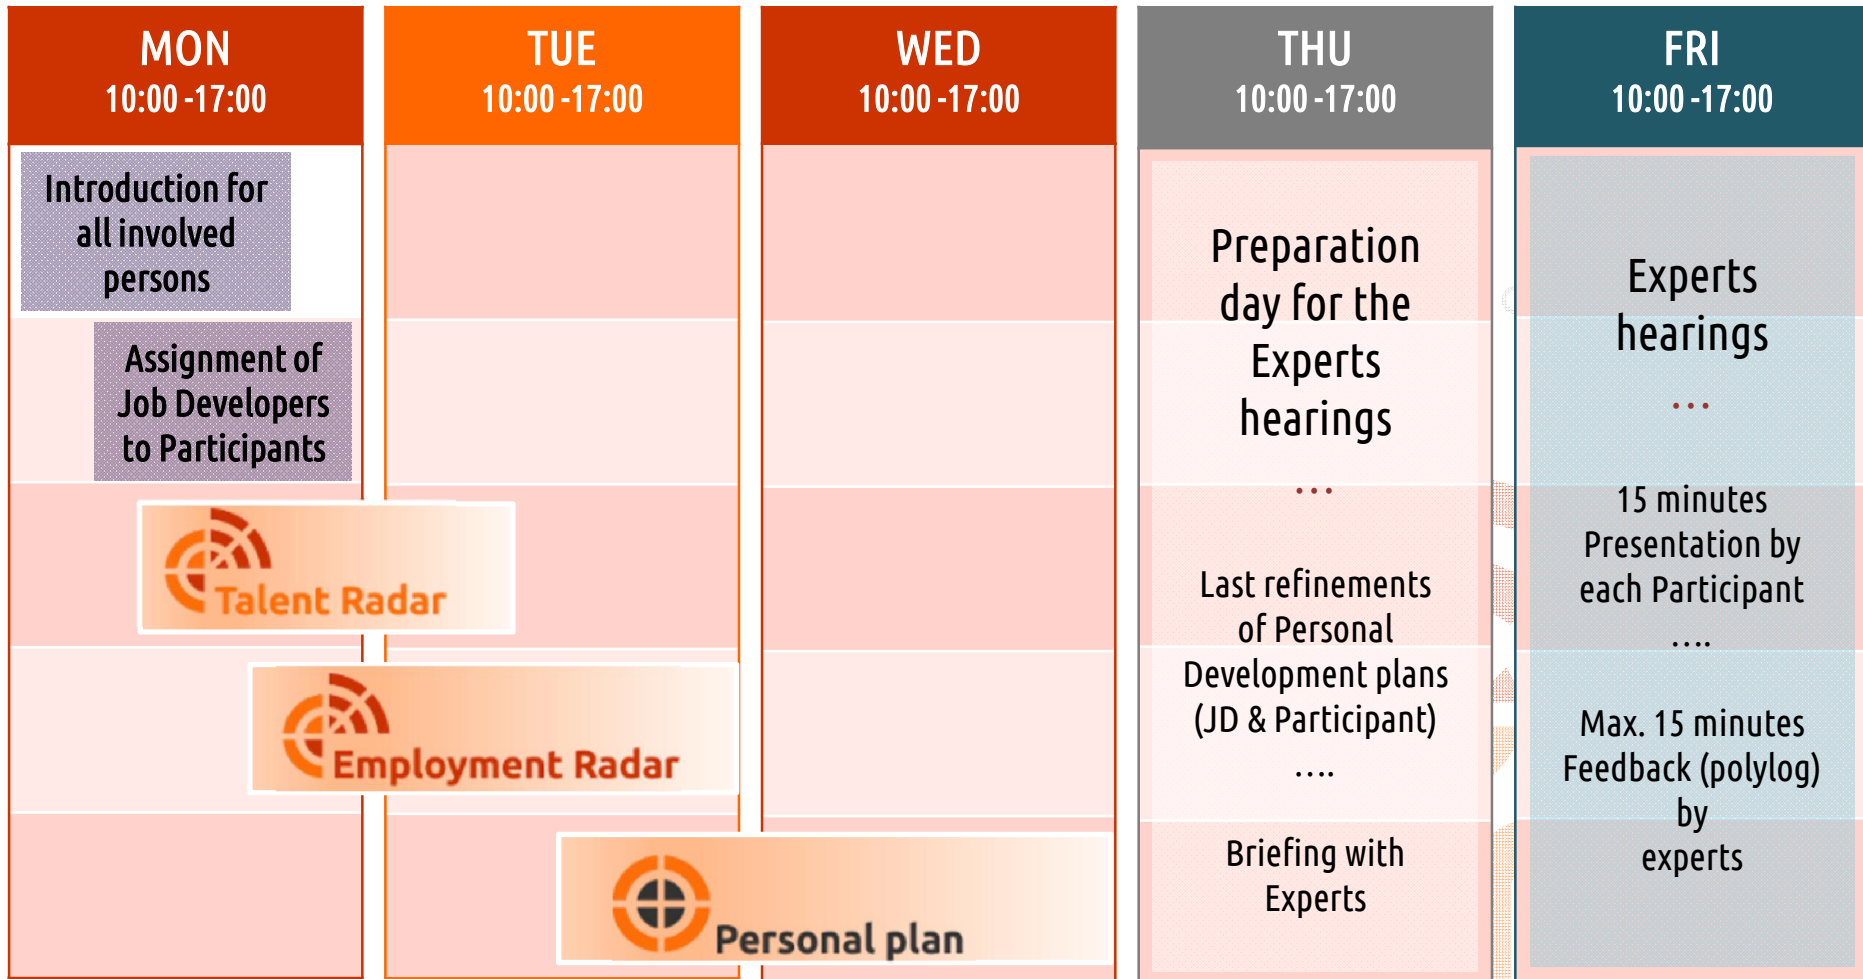 MON
10:00 -17:00
TUE
10:00 -17:00
WED
10:00 -17:00
THU
10:00 -17:00
FRI
10:00 -17:00
Introduction for
all involved
persons
Assignment of
Job Developers
to Participants
Talent Radar
Employment Radar
Personal plan
Preparation
day for the
Experts
hearings
...
Last refinements
of Personal
Development plans
(JD & Participant)
....
Briefing with
Experts
Experts
hearings
...
15 minutes
Presentation by
each Participant
....
Max. 15 minutes
Feedback (polylog)
by
experts